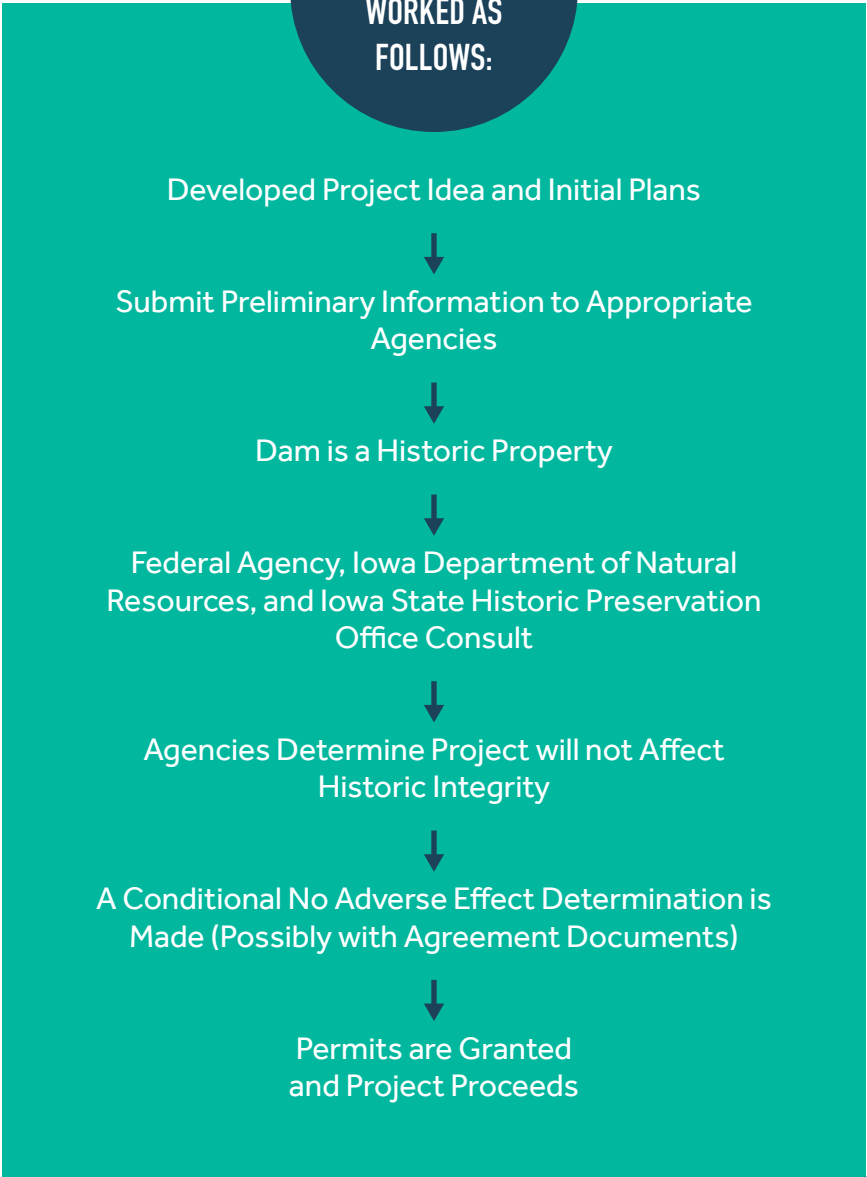 WORKED AS
FOLLOWS:
Developed Project Idea and Initial Plans
Submit Preliminary Information to Appropriate
Agencies
Dam is a Historic Property
Federal Agency, Iowa Department of Natural
Resources, and Iowa State Historic Preservation
Office Consult
Agencies Determine Project will not Affect
Historic Integrity
A Conditional No Adverse Effect Determination is
Made (Possibly with Agreement Documents)
Permits are Granted
and Project Proceeds